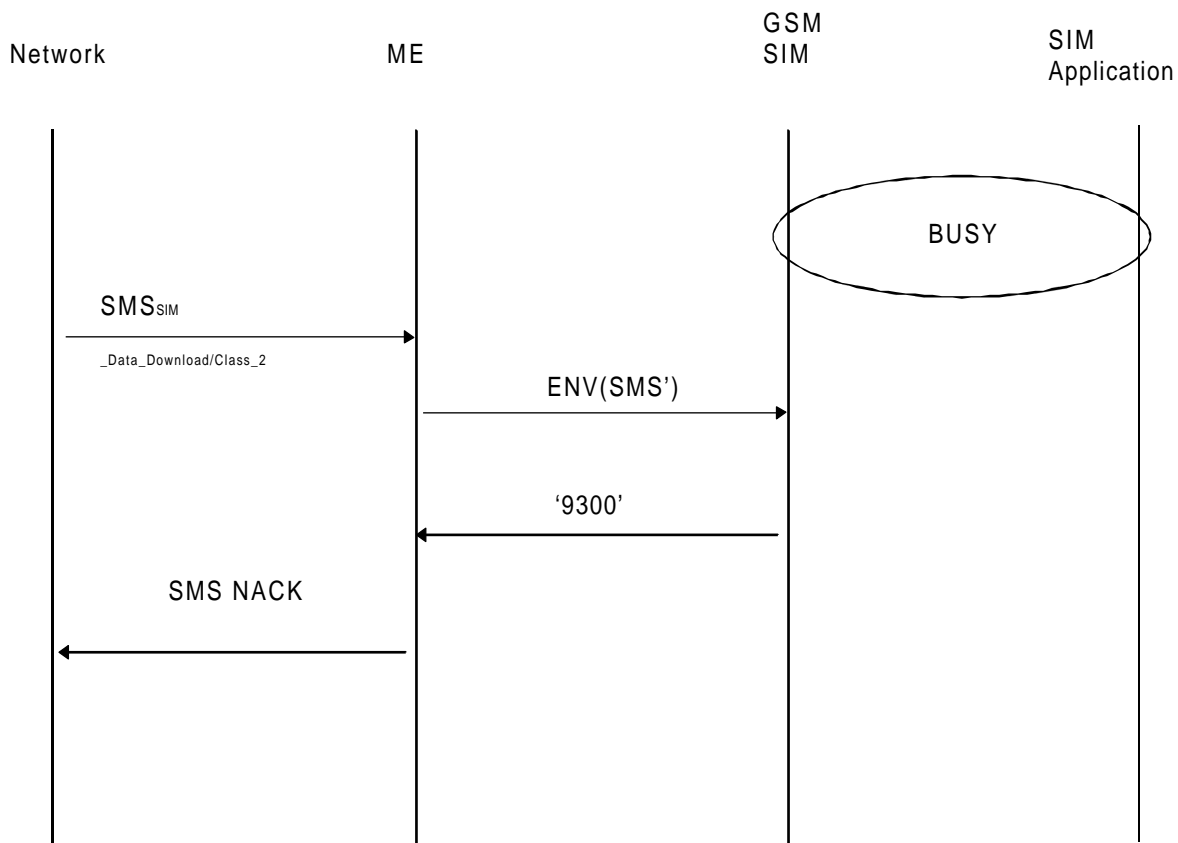 Network
ME
GSM
SIM
SIM
Application
BUSY
SMSSIM
_Data_Download/Class_2
ENV(SMS’)
‘9300’
SMS NACK